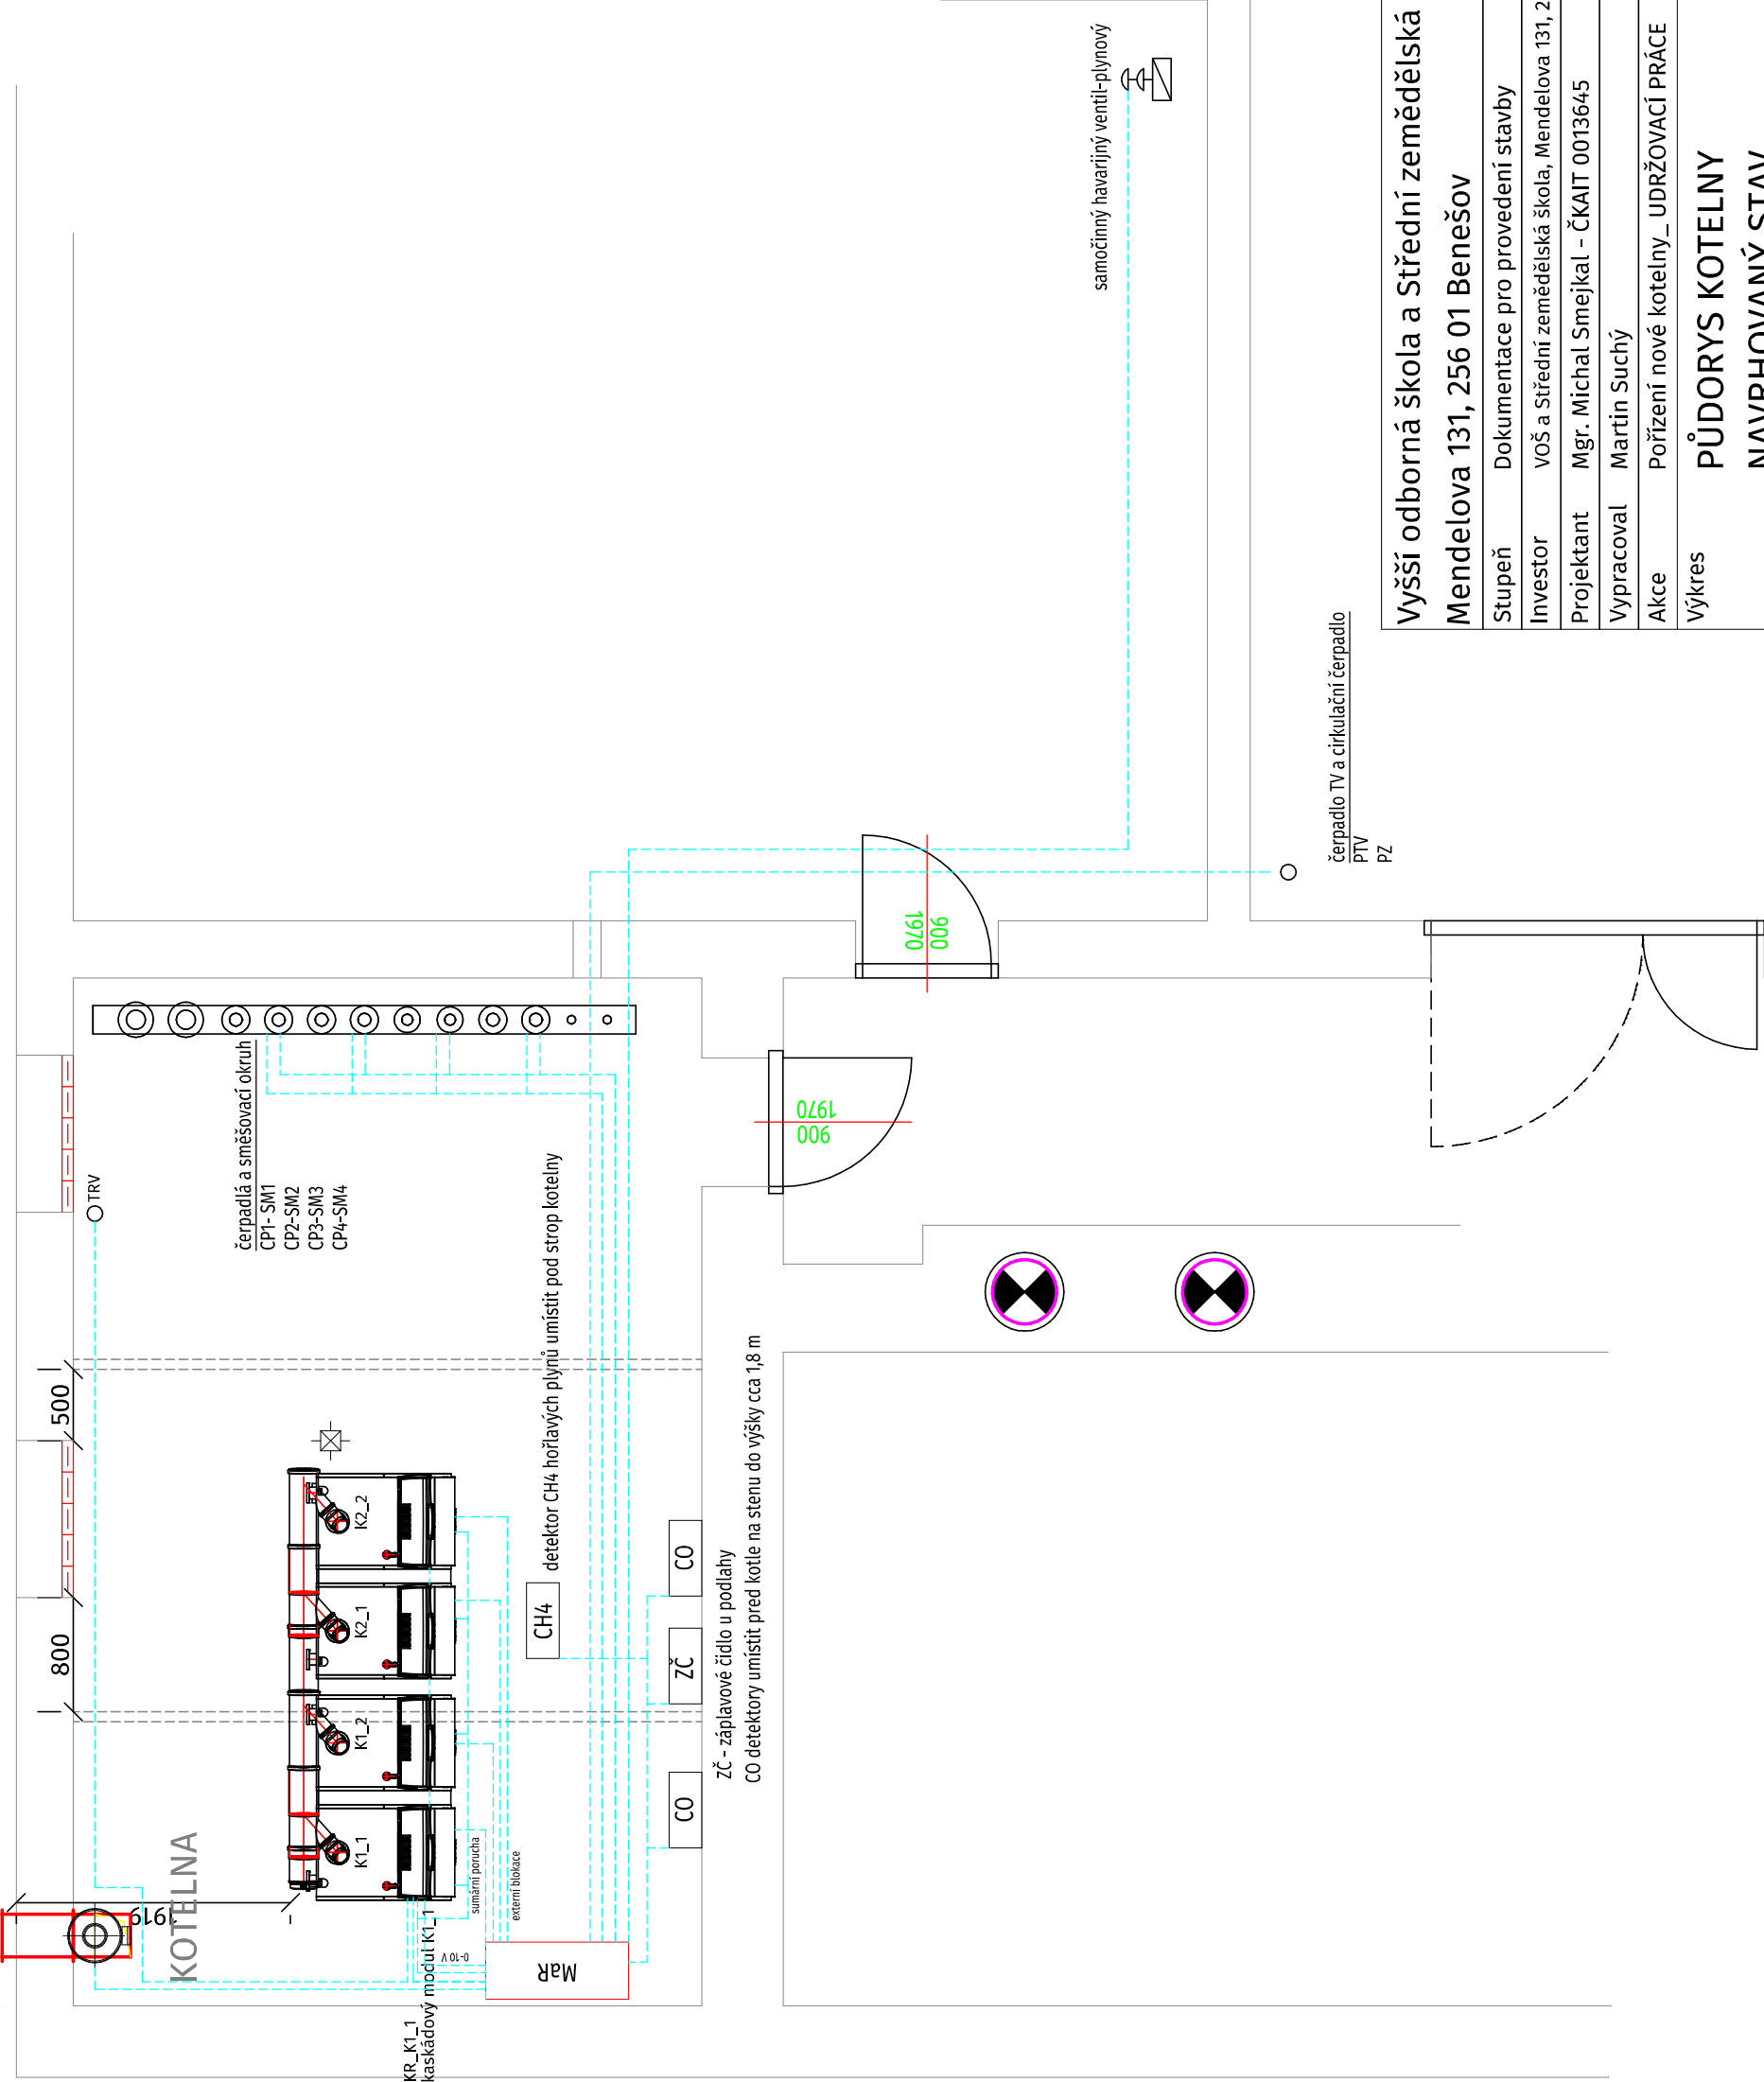 Vyšší odborná škola a Střední zemědělská
Mendelova 131, 256 01 Benešov
Stupeň Dokumentace pro provedení stavby
Investor VOŠ a Střední zemědělská škola, Mendelova 131, 2
Projektant Mgr. Michal Smejkal - ČKAIT 0013645
Vypracoval Martin Suchý
Akce Pořízení nové kotelny_ UDRŽOVACÍ PRÁCE
Výkres PŮDORYS KOTELNY
NAVRHOVANÝ STAV
samočinný havarijný ventil-plynový
čerpadlo TV a cirkulační čerpadlo
PTV
PZ
900
1970
900
1970
TRV
čerpadlá a směšovací okruh
CP1- SM1
CP2-SM2
CP3-SM3
CP4-SM4
500
800
1919
KOTELNA
K2_2
K2_1
K1_2
K1_1
detektor CH4 hořlavých plynů umístit pod strop kotelny
CH4
CO
ZČ
CO
ZČ - záplavové čidlo u podlahy
CO detektory umístit pred kotle na stenu do výšky cca 1,8 m
sumární porucha
externí blokace
0-10 V
MaR
KR_K1_1
kaskádový modul K1_1